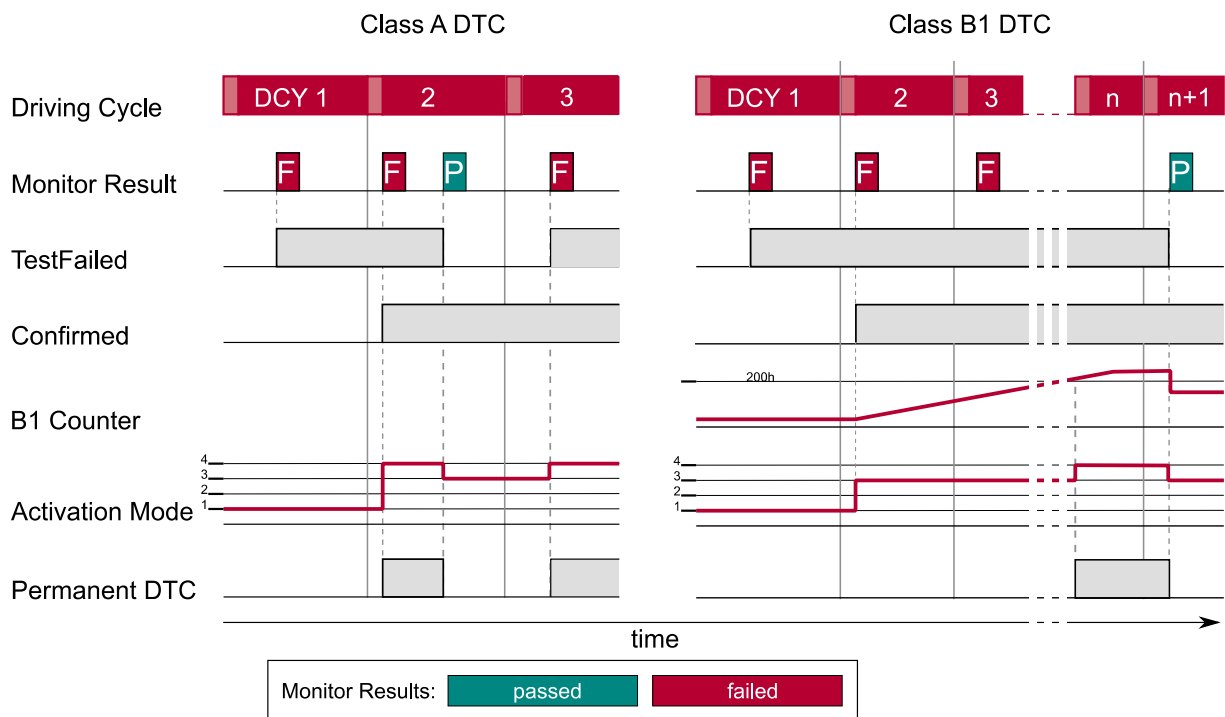 Class A DTC
Class B1 DTC
Driving Cycle
DCY 1 2 3
DCY 1 2 3 n n+1
Monitor Result
F F P F
F F F P
TestFailed
Confirmed
200h
B1 Counter
4
3
2
1
4
3
2
1
Activation Mode
Permanent DTC
time
Monitor Results: passed failed